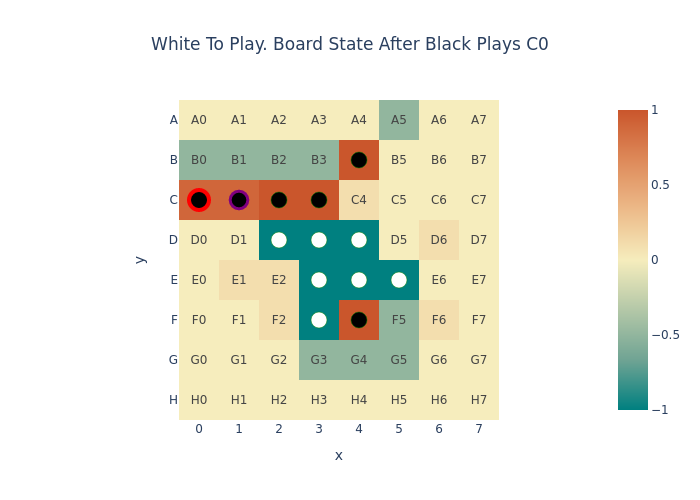 White To Play. Board State After Black Plays C0
A A0 A1 A2 A3 A4 A5 A6 A7
B B0 B1 B2 B3 B5 B6 B7
C C4 C5 C6 C7
D D0 D1 D5 D6 D7
E E0 E1 E2 E6 E7
F F0 F1 F2 F5 F6 F7
G G0 G1 G2 G3 G4 G5 G6 G7
H H0 H1 H2 H3 H4 H5 H6 H7
0 1 2 3 4 5 6 7
x
y
1
0.5
0
−0.5
−1